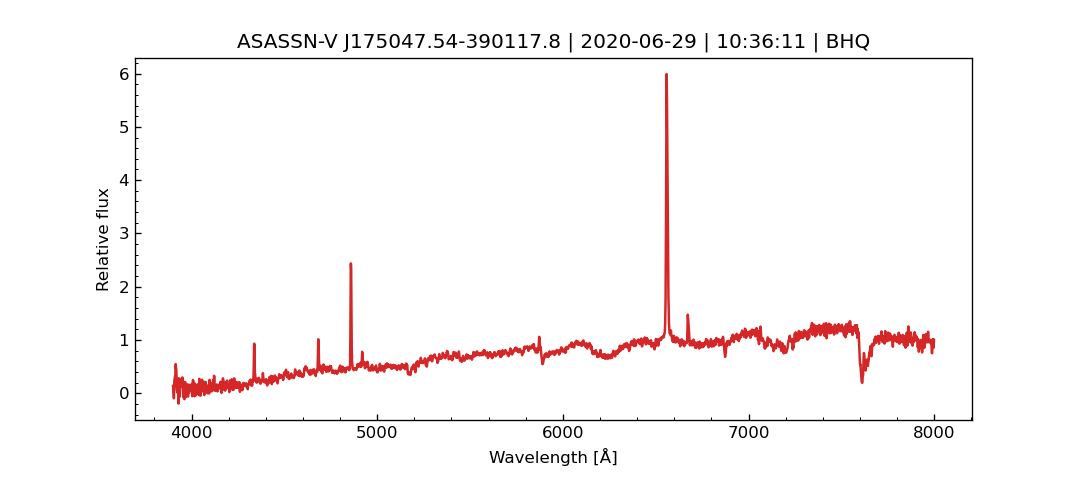 ASASSN-V J175047.54-390117.8 | 2020-06-29 | 10:36:11 | BHQ
6
5
4
3
2
1
0
Relative flux
4000 5000 6000 7000 8000
Wavelength [Å]